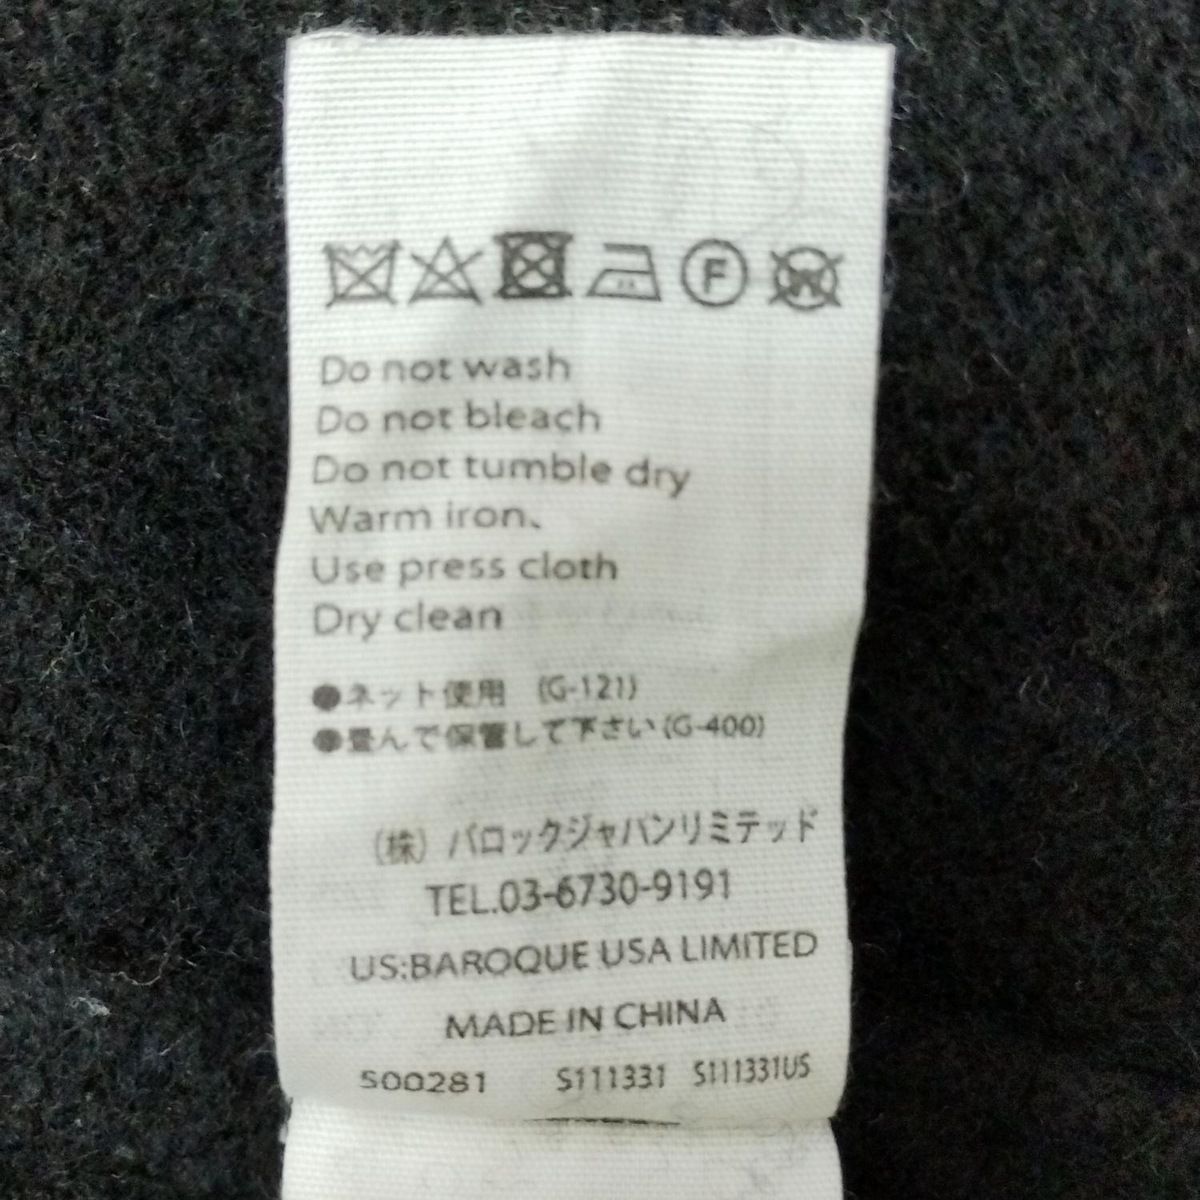 F W
Do not wash
Do not bleach
Do not tumble dry
Warm iron、
Use press cloth
Dry clean
●ネット使用 (G-121)
●畳んで保管して下さい (G-400)
(株) バロックジャパンリミテッド
TEL.03-6730-9191
US:BAROQUE USA LIMITED
MADE IN CHINA
S00281 S111331 S111331US